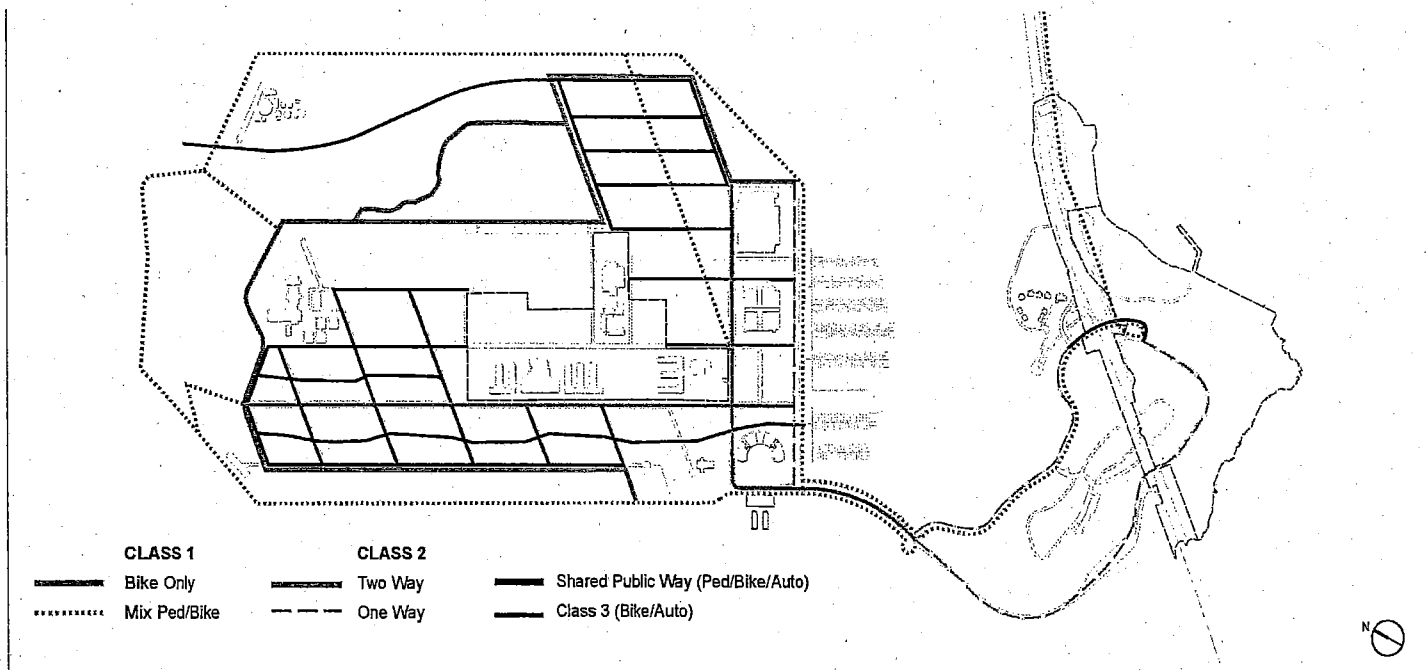 CLASS 1
Bike Only
Mix Ped/Bike
CLASS 2
Two Way
One Way
Shared Public Way (Ped/Bike/Auto)
Class 3 (Bike/Auto)
N